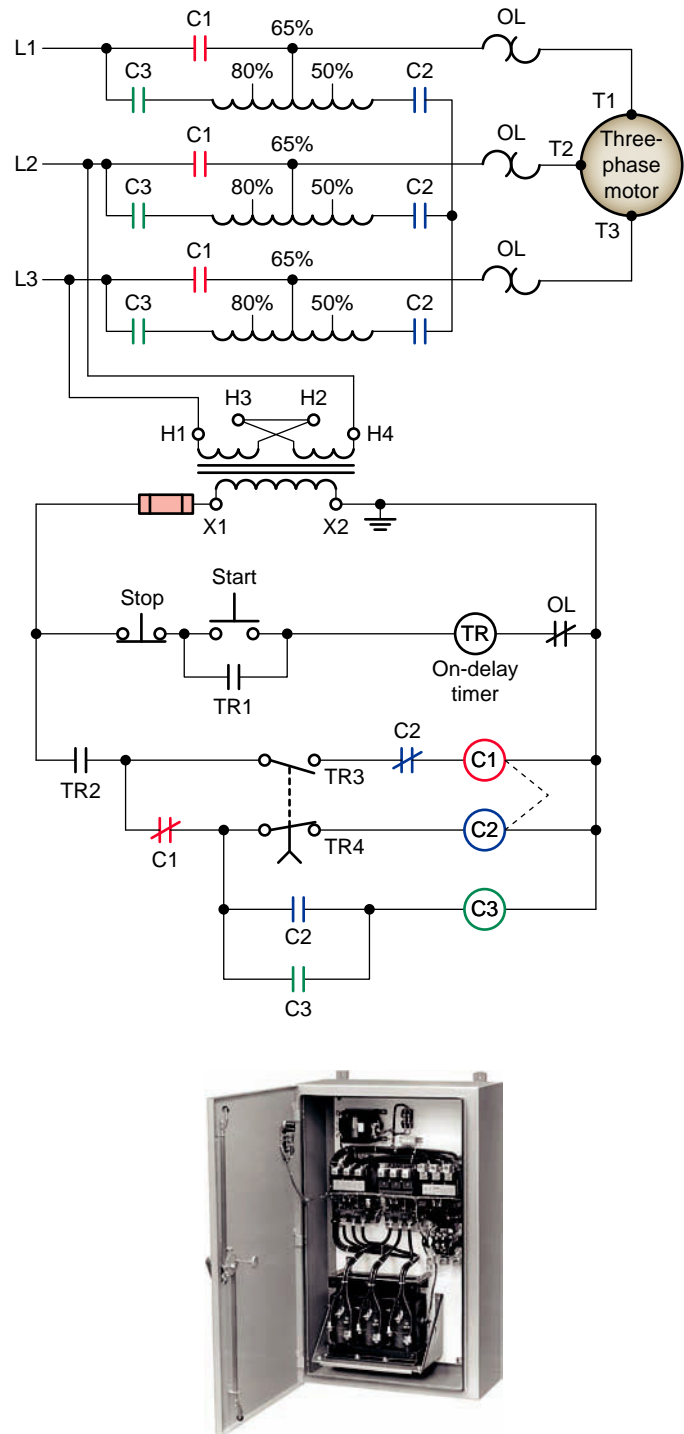 C1
65%
OL
L1
C3
80%
50%
C2
T1
C1
65%
OL
T2
L2
Three-
phase
motor
C3
80%
50%
C2
T3
C1
65%
OL
L3
C3
80%
50%
C2
H3
H2
H1
H4
X1
X2
Start
Stop
OL
TR
On-delay
timer
TR1
C2
C1
TR2
TR3
C2
C1
TR4
C3
C2
C3